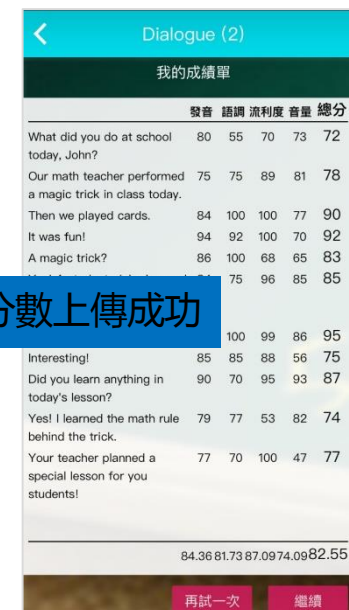 Dialogue (2)
我的成績單
發音 語調 流利度 音量 總分
What did you do at school 80 55 70 73 72
today, John?
Our math teacher performed 75 75 89 81 78
a magic trick in class today.
Then we played cards. 84 100 100 77 90
It was fun! 94 92 100 70 92
A magic trick? 86 100 68 65 83
75 96 85 85
數上傳成功
100 99 86 95
Interesting! 85 85 88 56 75
Did you learn anything in 90 70 95 93 87
today's lesson?
Yes! I learned the math rule 79 77 53 82 74
behind the trick.
Your teacher planned a 77 70 100 47 77
special lesson for you
students!
84.36 81.73 87.09 74.09 82.55
再試一次 繼續